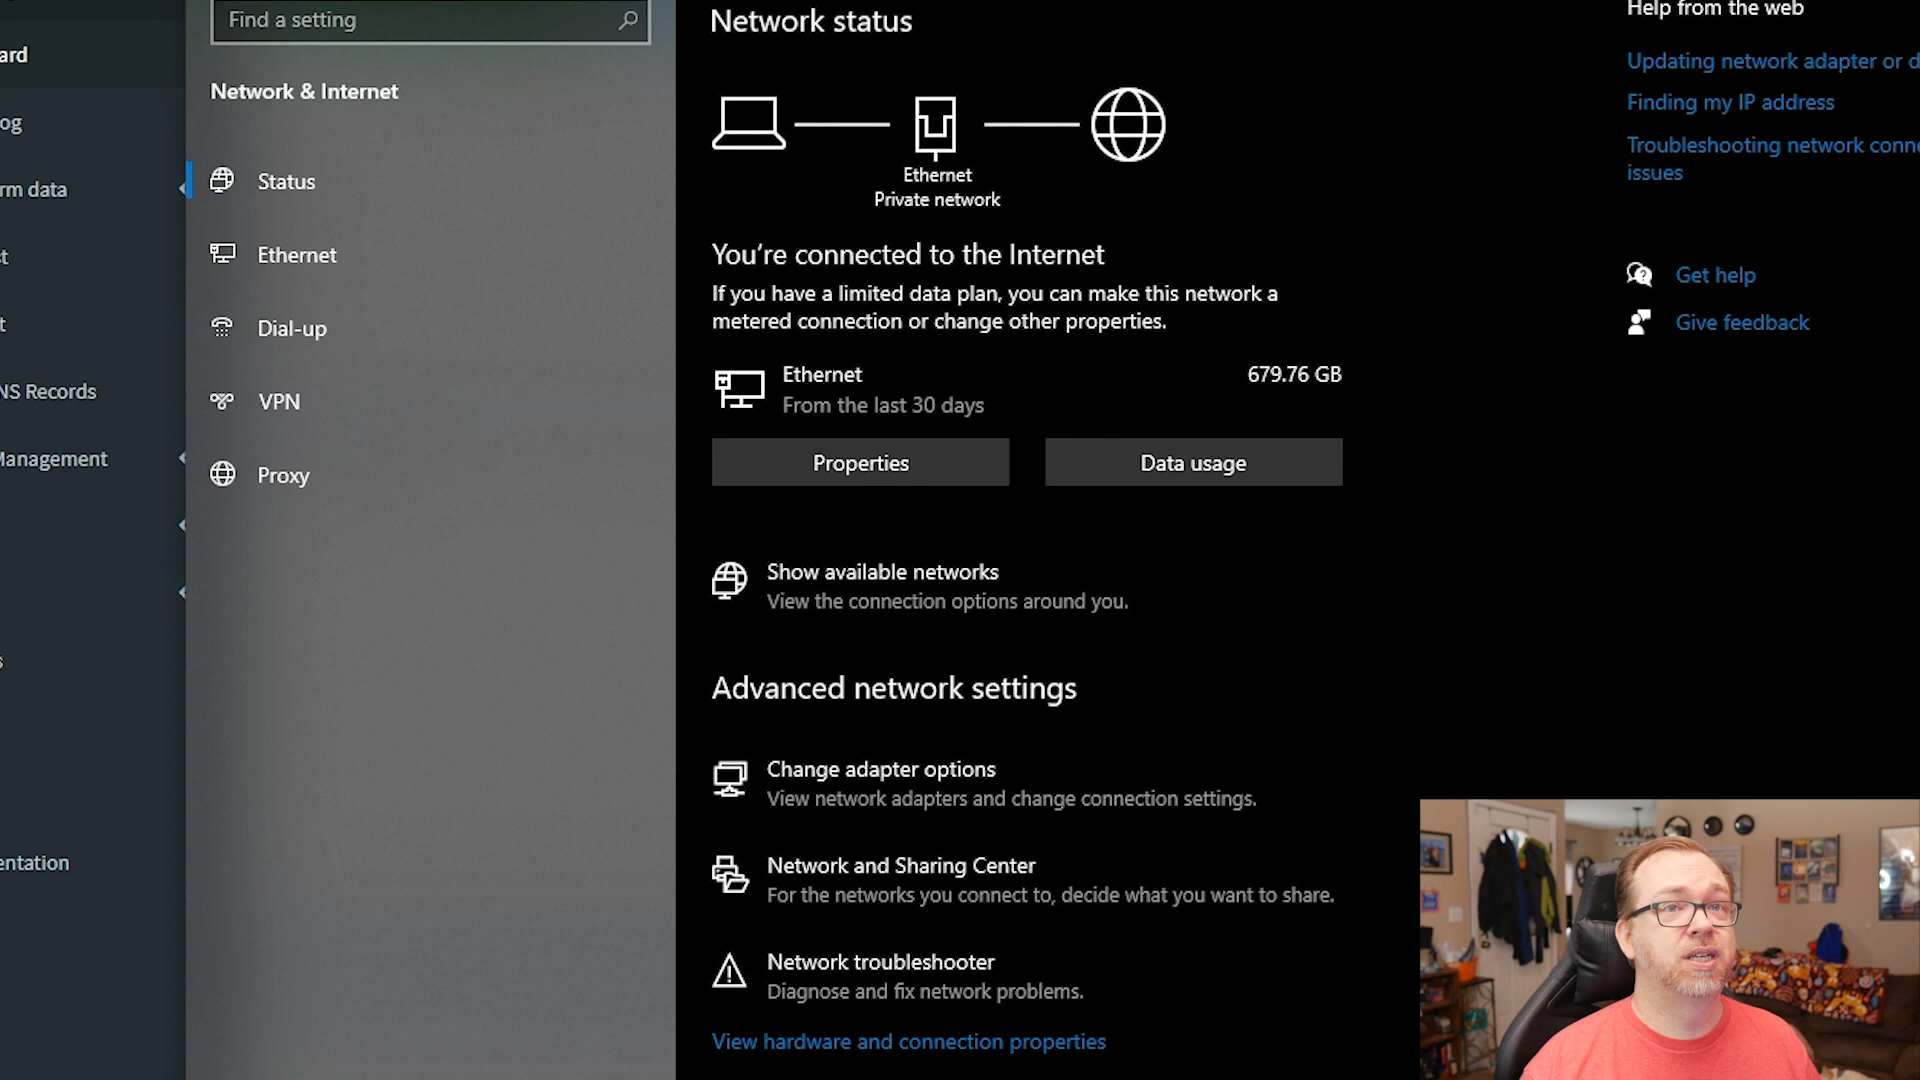 ard
og
rm data
t
t
NS Records
Management
s
entation
Find a setting
Network & Internet
Status
Ethernet
Dial-up
VPN
Proxy
Network status
Ethernet
Private network
You're connected to the Internet
If you have a limited data plan, you can make this network a
metered connection or change other properties.
Ethernet
679.76 GB
From the last 30 days
Properties
Data usage
Show available networks
View the connection options around you.
Advanced network settings
Change adapter options
View network adapters and change connection settings.
Network and Sharing Center
For the networks you connect to, decide what you want to share.
Network troubleshooter
Diagnose and fix network problems.
View hardware and connection properties
Help from the web
Updating network adapter or d
Finding my IP address
Troubleshooting network conne
issues
Get help
Give feedback